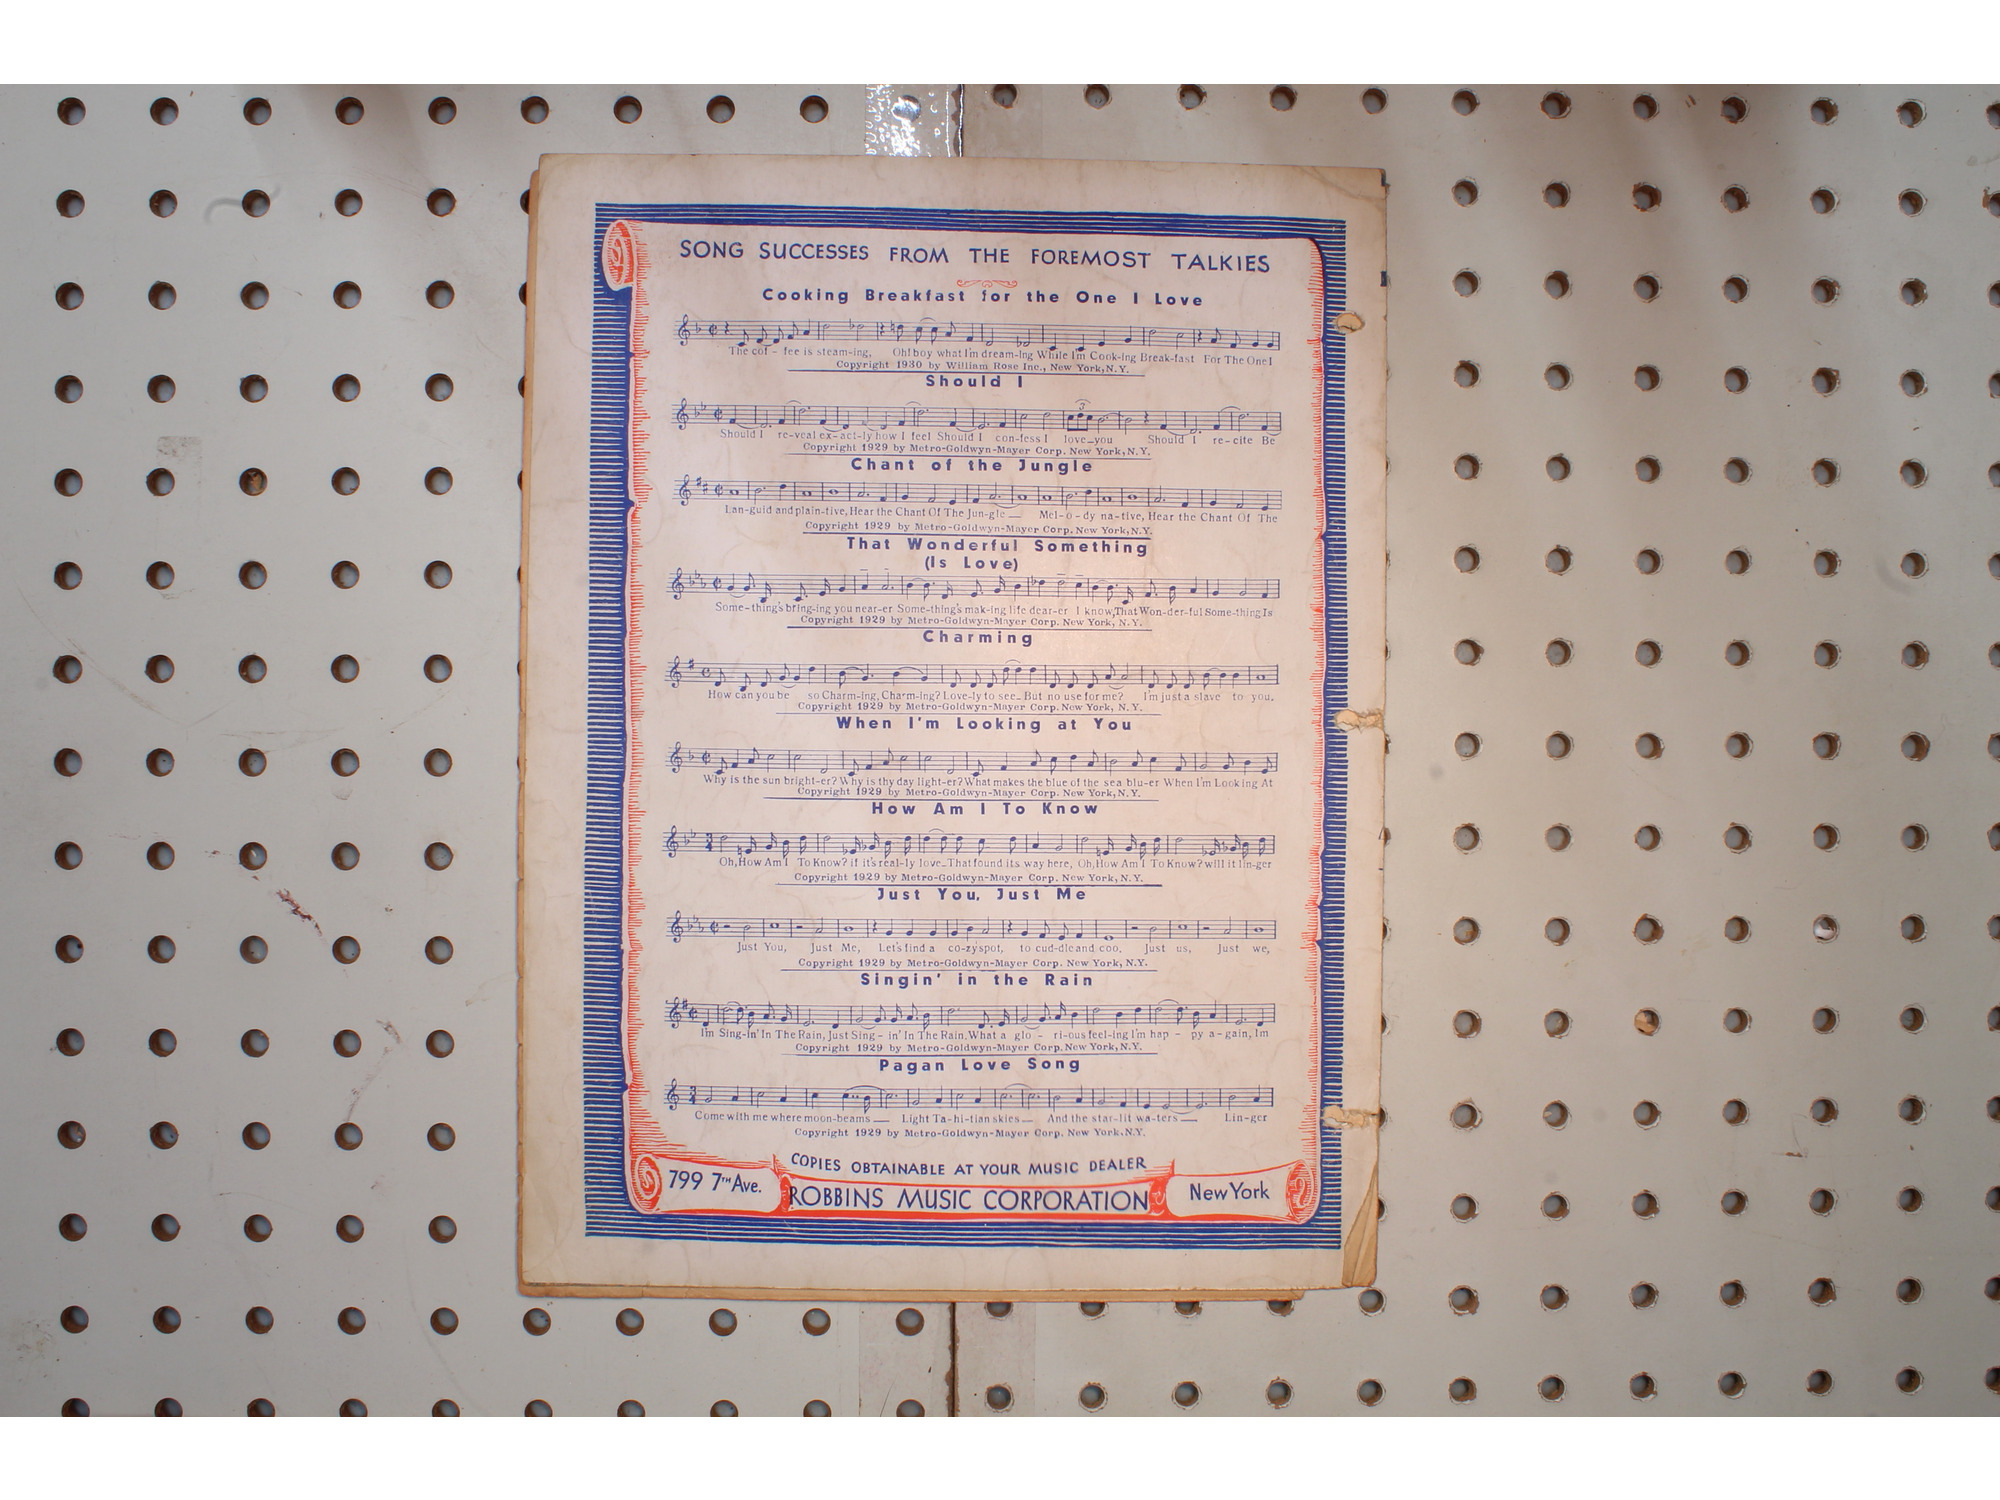 SONG SUCCESSES FROM THE FOREMOST TALKIES
Cooking Breakfast for the One I Love
The cof - fee is steam-ing, Oh! boy what I'm dream-ing While I'm Cook-ing Break-fast For The One I
Copyright 1930 by William Rose Inc., New York, N.Y.
Should I
3
Should I re-veal ex-act-ly how I feel Should I con-fess I love_you Should I re-cite Be
Copyright 1929 by Metro-Goldwyn-Mayer Corp. New York, N.Y.
Chant of the Jungle
Lan-guid and plain-tive, Hear the Chant Of The Jun-gle__ Mel-o-dy na-tive, Hear the Chant Of The
Copyright 1929 by Metro-Goldwyn-Mayer Corp. New York, N.Y.
That Wonderful Something
(Is Love)
Some-thing's bring-ing you near-er Some-thing's mak-ing life dear-er I know, That Won-der-ful Some-thing Is
Copyright 1929 by Metro-Goldwyn-Mayer Corp. New York, N.Y.
Charming
How can you be so Charm-ing, Charm-ing? Love-ly to see_ But no use for me? I'm just a slave to you.
Copyright 1929 by Metro-Goldwyn-Mayer Corp. New York, N.Y.
When I'm Looking at You
Why is the sun bright-er? Why is thy day light-er? What makes the blue of the sea blu-er When I'm Looking At
Copyright 1929 by Metro-Goldwyn-Mayer Corp. New York, N.Y.
How Am I To Know
3 4
Oh, How Am I To Know? if it's real-ly love_ That found its way here, Oh, How Am I To Know? will it lin-ger
Copyright 1929 by Metro-Goldwyn-Mayer Corp. New York, N.Y.
Just You, Just Me
Just You, Just Me, Let's find a co-zy spot, to cud-dle and coo. Just us, Just we,
Copyright 1929 by Metro-Goldwyn-Mayer Corp. New York, N.Y.
Singin' in the Rain
I'm Sing-in' In The Rain, Just Sing - in' In The Rain. What a glo - ri-ous feel-ing I'm hap - py a-gain, I'm
Copyright 1929 by Metro-Goldwyn-Mayer Corp. New York, N.Y.
Pagan Love Song
3 4
Come with me where moon-beams__ Light Ta-hi-tian skies__ And the star-lit wa-ters__ Lin-ger
Copyright 1929 by Metro-Goldwyn-Mayer Corp. New York, N.Y.
COPIES OBTAINABLE AT YOUR MUSIC DEALER
799 7TH Ave. ROBBINS MUSIC CORPORATION New York